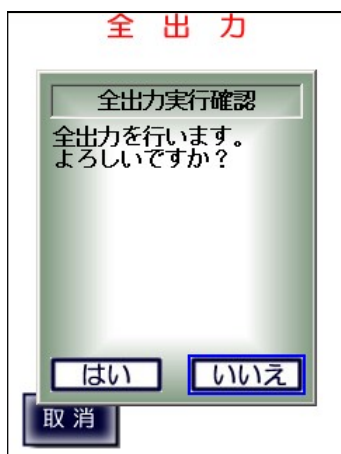 全 出 力
全出力実行確認
全出力を行います。
よろしいですか？
はい
いいえ
取 消